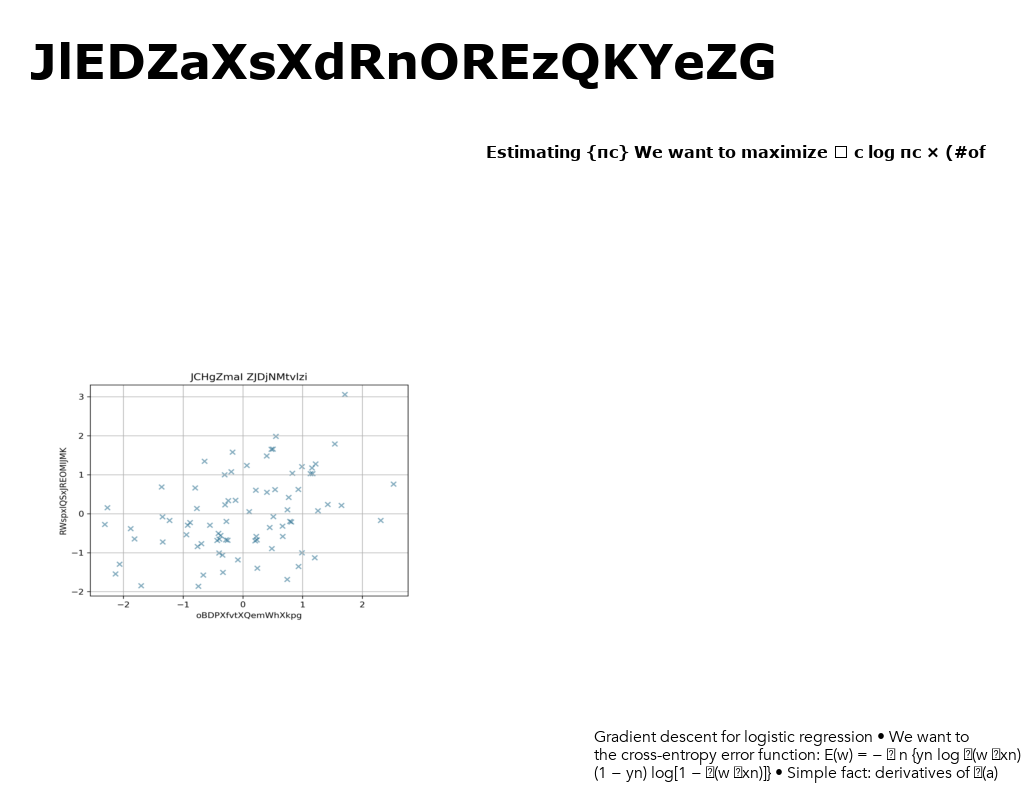 JlEDZaXsXdRnOREzQKYeZG
Estimating {πc} We want to maximize □ c log πc × (#of
JCHgZmaI ZJDjNMtvlzi
3
2
1
0
−1
−2
RWspxIQSxJREOMIJMK
−2 −1 0 1 2
oBDPXfvtXQemWhXkpg
Gradient descent for logistic regression • We want to
the cross-entropy error function: E(w) = − □ n {yn log □(w □xn)
(1 − yn) log[1 − □(w □xn)]} • Simple fact: derivatives of □(a)